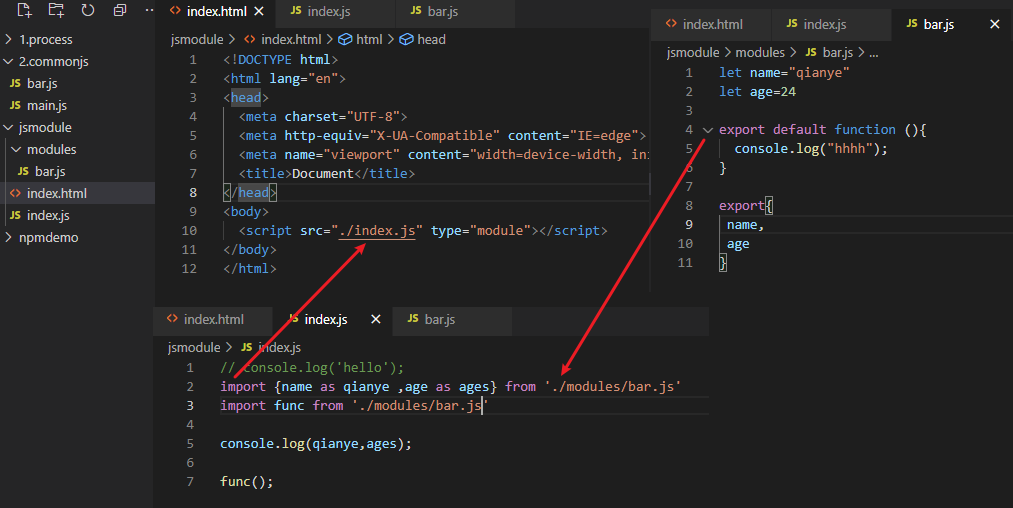 1.process
2.commonjs
JS bar.js
JS main.js
jsmodule
modules
JS bar.js
<> index.html
JS index.js
npmdemo
<> index.html JS index.js JS bar.js
jsmodule > <> index.html > html > head
1 <!DOCTYPE html>
2 <html lang="en">
3 <head>
4 <meta charset="UTF-8">
5 <meta http-equiv="X-UA-Compatible" content="IE=edge">
6 <meta name="viewport" content="width=device-width, ini
7 <title>Document</title>
8 </head>
9 <body>
10 <script src="./index.js" type="module"></script>
11 </body>
12 </html>
<> index.html JS index.js JS bar.js
jsmodule > modules > JS bar.js > ...
1 let name="qianye"
2 let age=24
3
4 export default function (){
5 console.log("hhhh");
6 }
7
8 export{
9 name,
10 age
11 }
<> index.html JS index.js JS bar.js
jsmodule > JS index.js
1 // console.log('hello');
2 import {name as qianye ,age as ages} from './modules/bar.js'
3 import func from './modules/bar.js'
4
5 console.log(qianye,ages);
6
7 func();